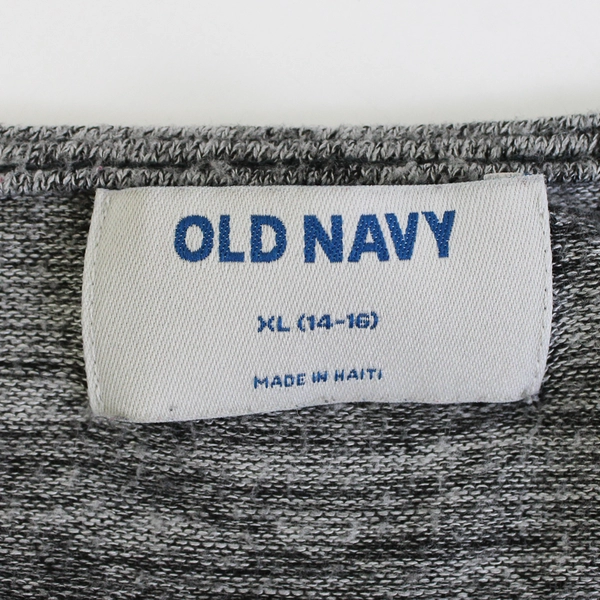 OLD NAVY
XL (14-16)
MADE IN HAITI